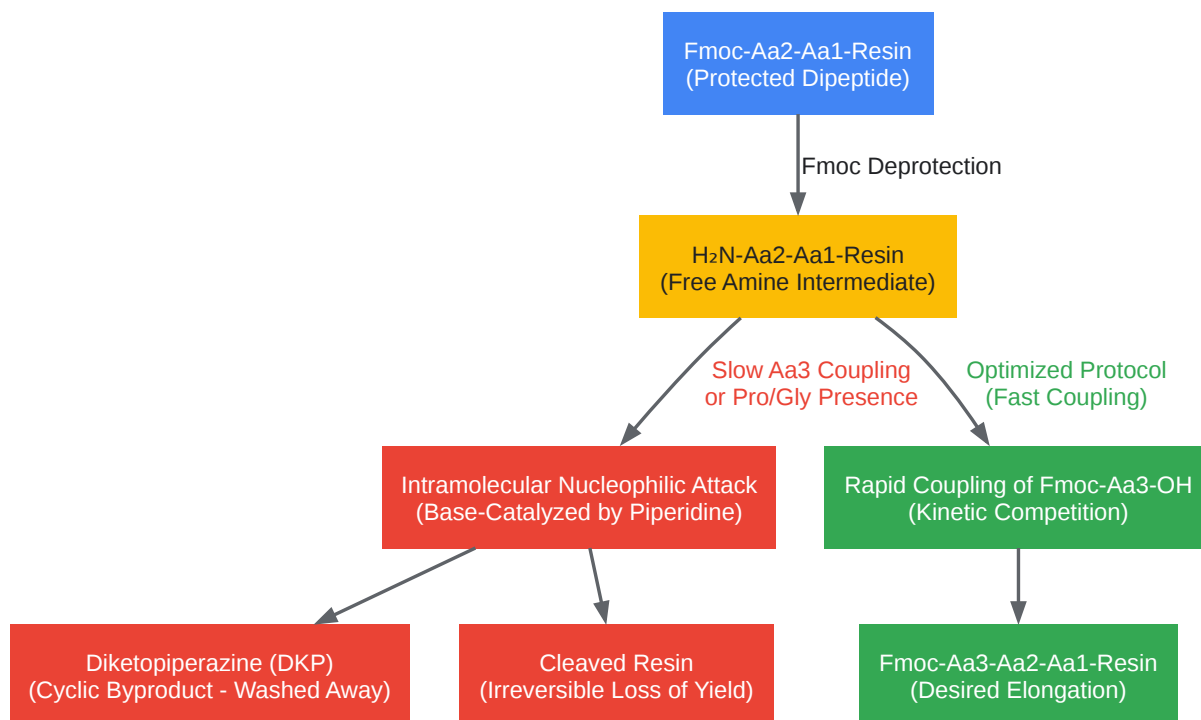 Fmoc-Aa2-Aa1-Resin
(Protected Dipeptide)
Fmoc Deprotection
H₂N-Aa2-Aa1-Resin
(Free Amine Intermediate)
Slow Aa3 Coupling
or Pro/Gly Presence
Optimized Protocol
(Fast Coupling)
Intramolecular Nucleophilic Attack
(Base-Catalyzed by Piperidine)
Rapid Coupling of Fmoc-Aa3-OH
(Kinetic Competition)
Diketopiperazine (DKP)
(Cyclic Byproduct - Washed Away)
Cleaved Resin
(Irreversible Loss of Yield)
Fmoc-Aa3-Aa2-Aa1-Resin
(Desired Elongation)